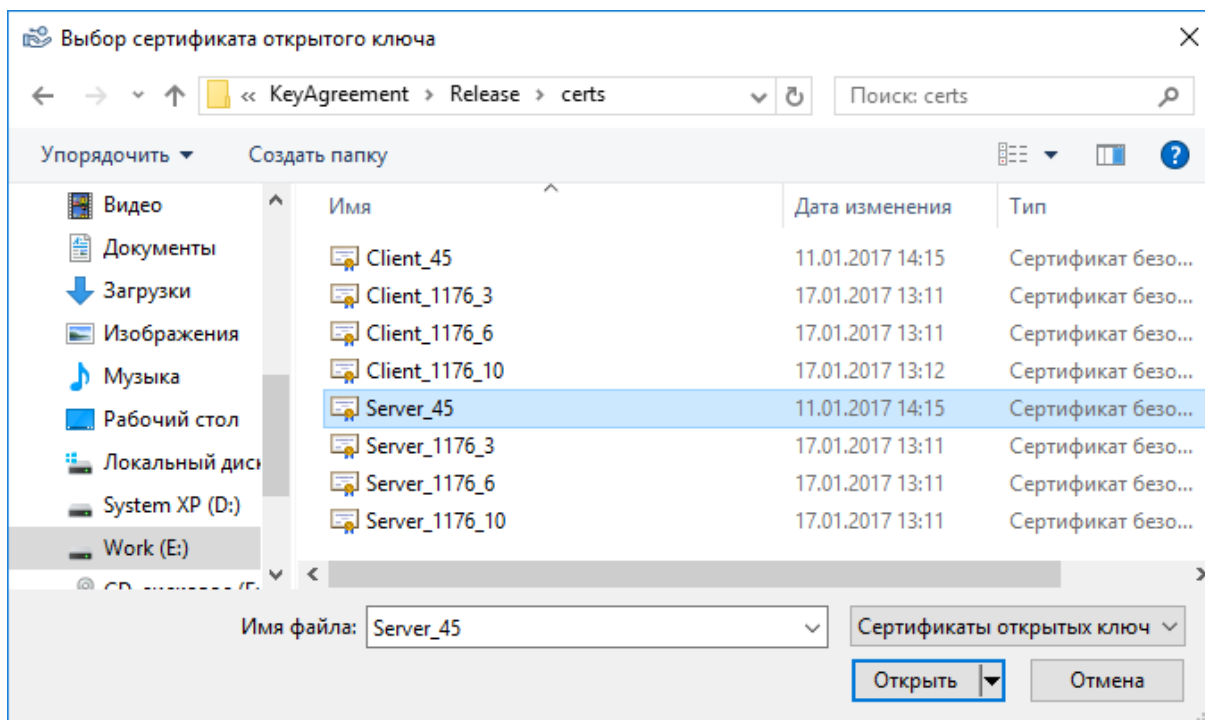 Выбор сертификата открытого ключа
« KeyAgreement › Release › certs
Поиск: certs
Упорядочить
Создать папку
Видео
Документы
Загрузки
Изображения
Музыка
Рабочий стол
Локальный диск
System XP (D:)
Work (E:)
Имя Дата изменения Тип
Client_45 11.01.2017 14:15 Сертификат безо...
Client_1176_3 17.01.2017 13:11 Сертификат безо...
Client_1176_6 17.01.2017 13:11 Сертификат безо...
Client_1176_10 17.01.2017 13:12 Сертификат безо...
Server_45 11.01.2017 14:15 Сертификат безо...
Server_1176_3 17.01.2017 13:11 Сертификат безо...
Server_1176_6 17.01.2017 13:11 Сертификат безо...
Server_1176_10 17.01.2017 13:11 Сертификат безо...
Имя файла: Server_45
Сертификаты открытых ключ
Открыть
Отмена